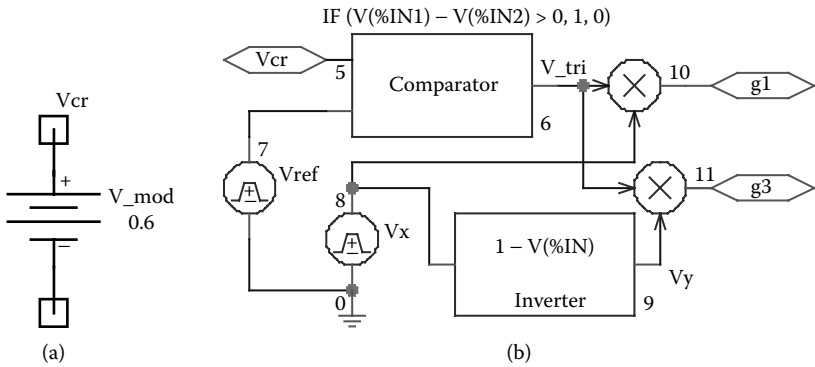 IF (V(%IN1) – V(%IN2) > 0, 1, 0)
Vcr
5
Comparator
V_tri
10
g1
6
Vcr
7
Vref
11
g3
+
V_mod
0.6
–
8
Vx
1 – V(%IN)
Vy
Inverter
0
9
(a)
(b)